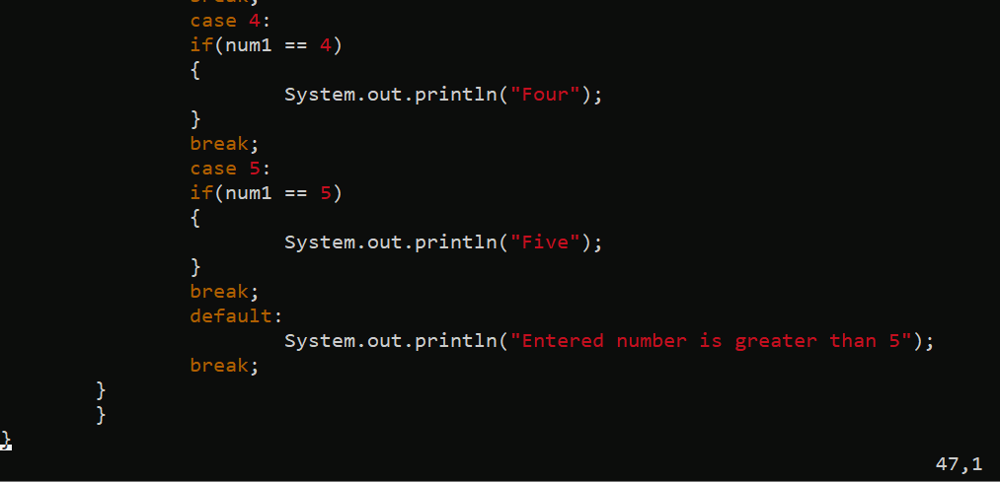 break;
case 4:
if(num1 == 4)
{
System.out.println("Four");
}
break;
case 5:
if(num1 == 5)
{
System.out.println("Five");
}
break;
default:
System.out.println("Entered number is greater than 5");
break;
}
}
}
47,1